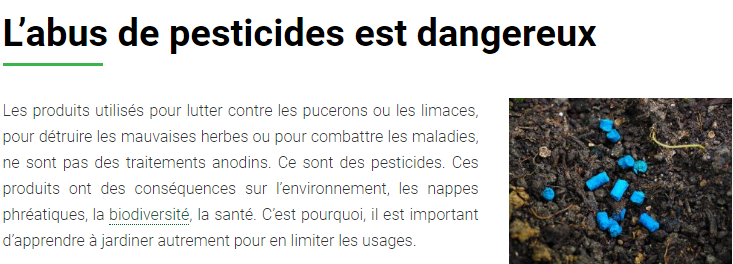 L’abus de pesticides est dangereux
Les produits utilisés pour lutter contre les pucerons ou les limaces,
pour détruire les mauvaises herbes ou pour combattre les maladies,
ne sont pas des traitements anodins. Ce sont des pesticides. Ces
produits ont des conséquences sur l’environnement, les nappes
phréatiques, la biodiversité, la santé. C’est pourquoi, il est important
d’apprendre à jardiner autrement pour en limiter les usages.